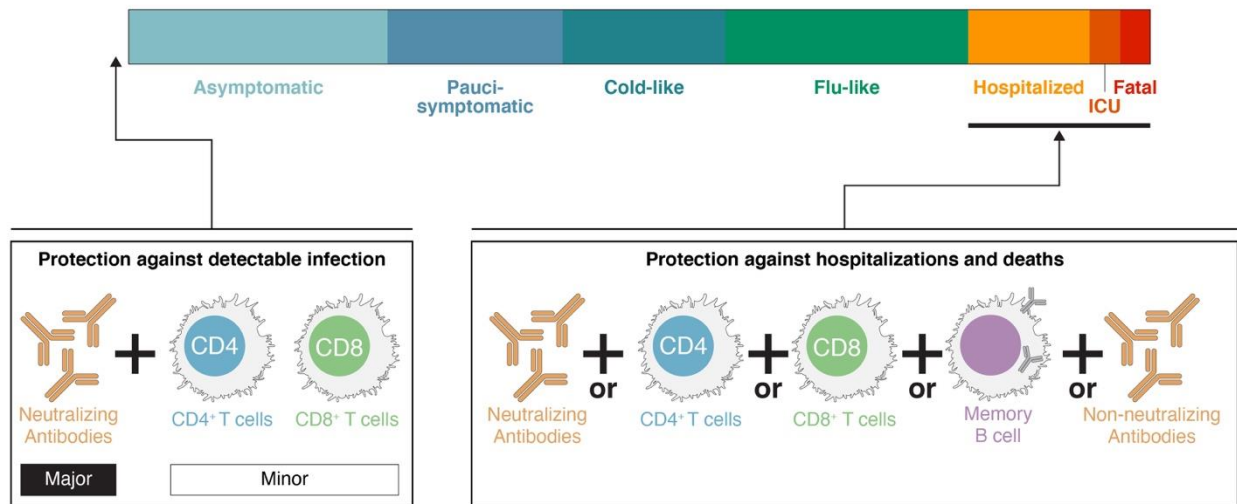 Asymptomatic
Pauci-
symptomatic
Cold-like
Flu-like
Hospitalized
ICU
Fatal
Protection against detectable infection
CD4
CD8
Neutralizing
Antibodies
CD4⁺ T cells
CD8⁺ T cells
Major
Minor
Protection against hospitalizations and deaths
or
CD4
or
CD8
or
or
Neutralizing
Antibodies
CD4⁺ T cells
CD8⁺ T cells
Memory
B cell
Non-neutralizing
Antibodies